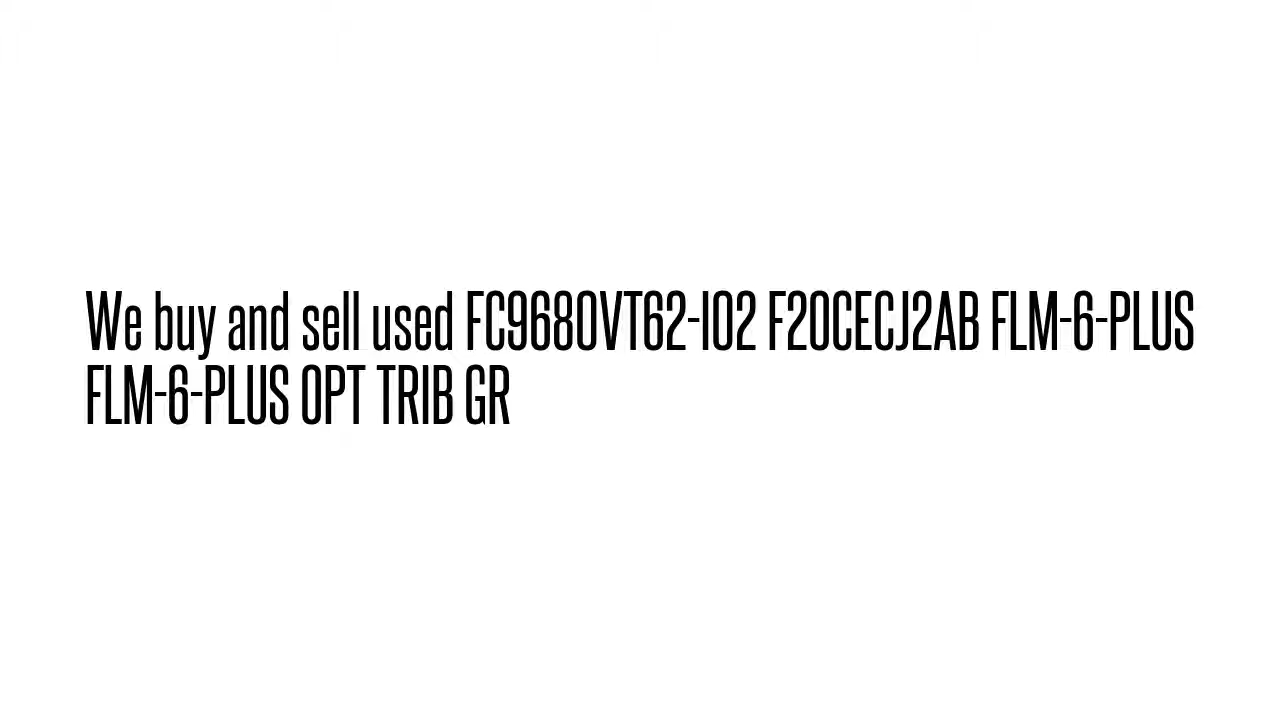 We buy and sell used FC9680VT62-I02 F20CECJ2AB FLM-6-PLUS
FLM-6-PLUS OPT TRIB GR